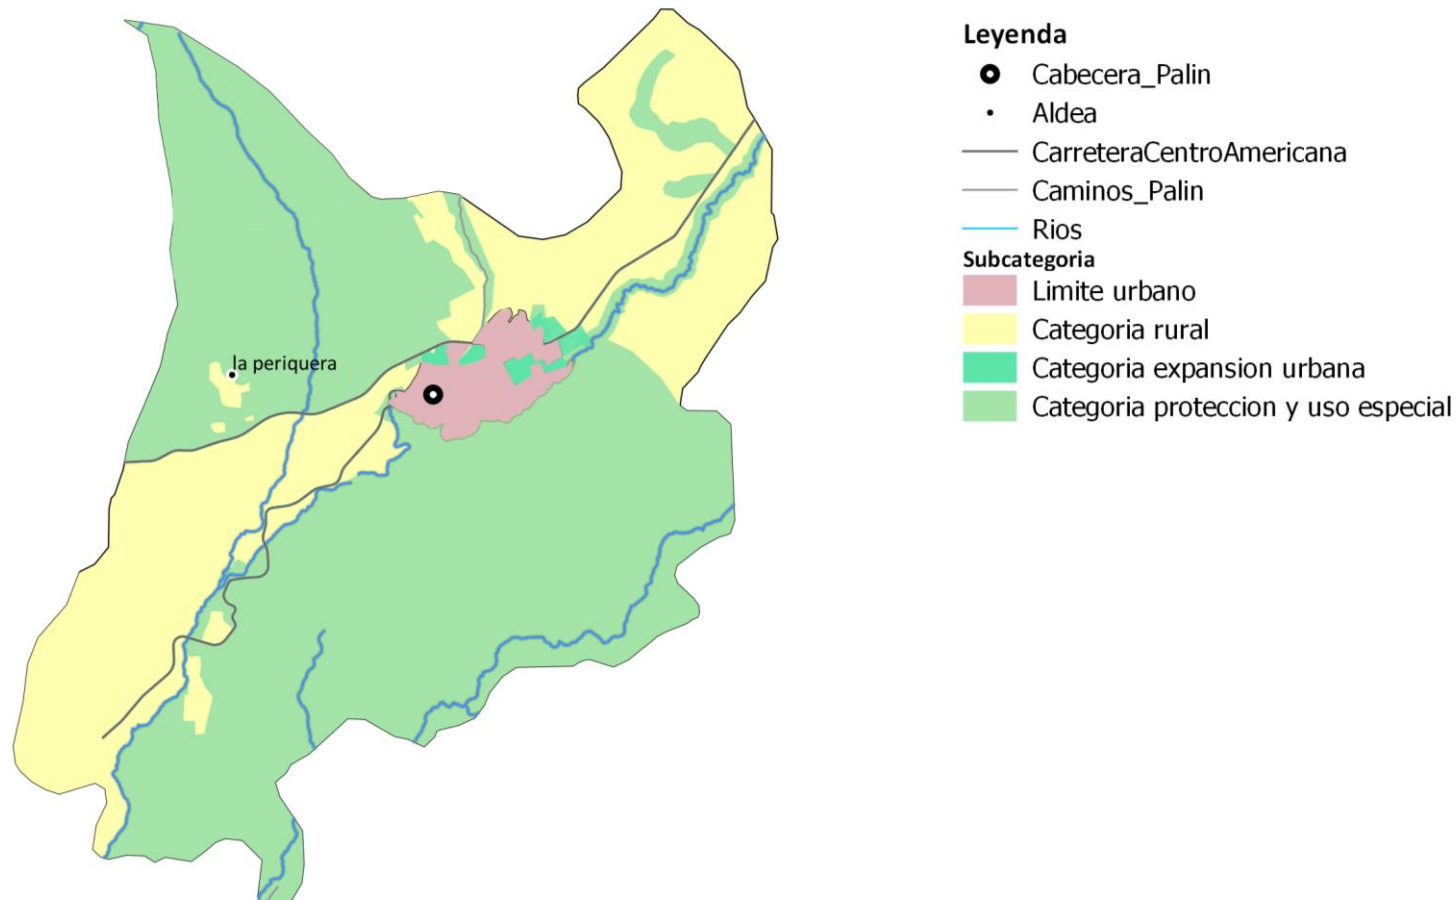 Leyenda
Cabecera_Palin
Aldea
CarreteraCentroAmericana
Caminos_Palin
Rios
Subcategoria
Limite urbano
Categoria rural
Categoria expansion urbana
Categoria proteccion y uso especial
la periquera